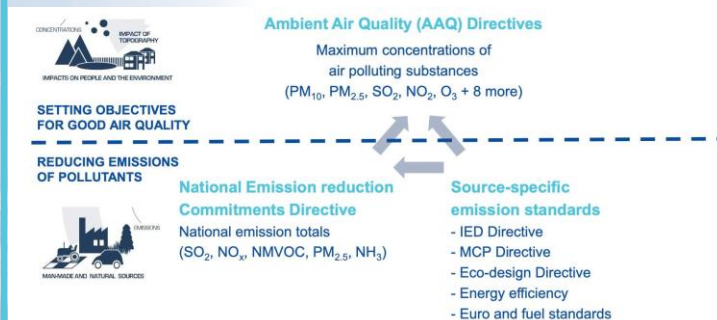 Ambient Air Quality (AAQ) Directives
CONCENTRATIONS
IMPACT OF
TOPOGRAPHY
IMPACTS ON PEOPLE AND THE ENVIRONMENT
Maximum concentrations of
air polluting substances
(PM₁₀, PM₂.₅, SO₂, NO₂, O₃ + 8 more)
SETTING OBJECTIVES
FOR GOOD AIR QUALITY
REDUCING EMISSIONS
OF POLLUTANTS
EMISSIONS
MAN-MADE AND NATURAL SOURCES
National Emission reduction
Commitments Directive
National emission totals
(SO₂, NOₓ, NMVOC, PM₂.₅, NH₃)
Source-specific
emission standards
- IED Directive
- MCP Directive
- Eco-design Directive
- Energy efficiency
- Euro and fuel standards